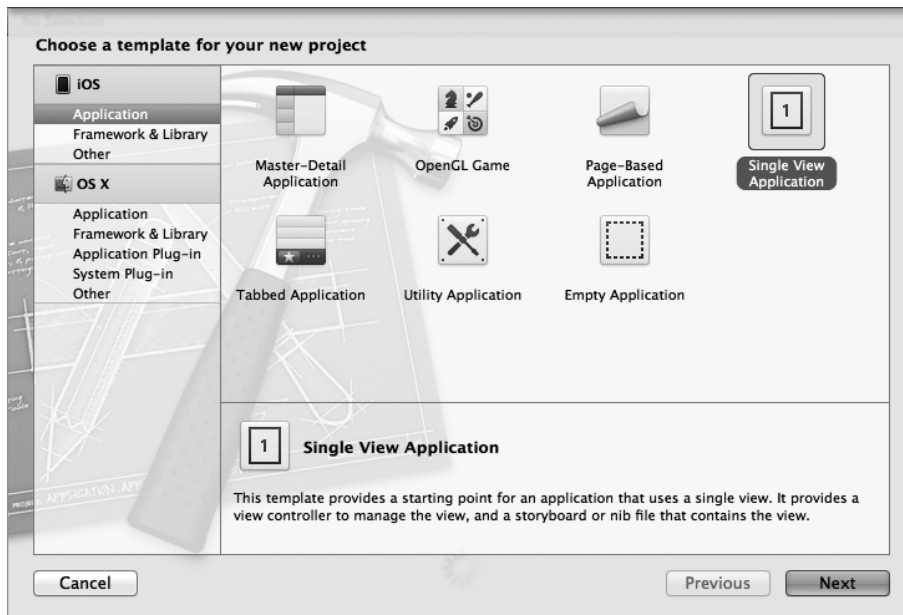 Choose a template for your new project
iOS
Application
Framework & Library
Other
OS X
Application
Framework & Library
Application Plug-in
System Plug-in
Other
Master-Detail
Application
OpenGL Game
Page-Based
Application
1
Single View
Application
Tabbed Application
Utility Application
Empty Application
1
Single View Application
This template provides a starting point for an application that uses a single view. It provides a
view controller to manage the view, and a storyboard or nib file that contains the view.
Cancel
Previous
Next